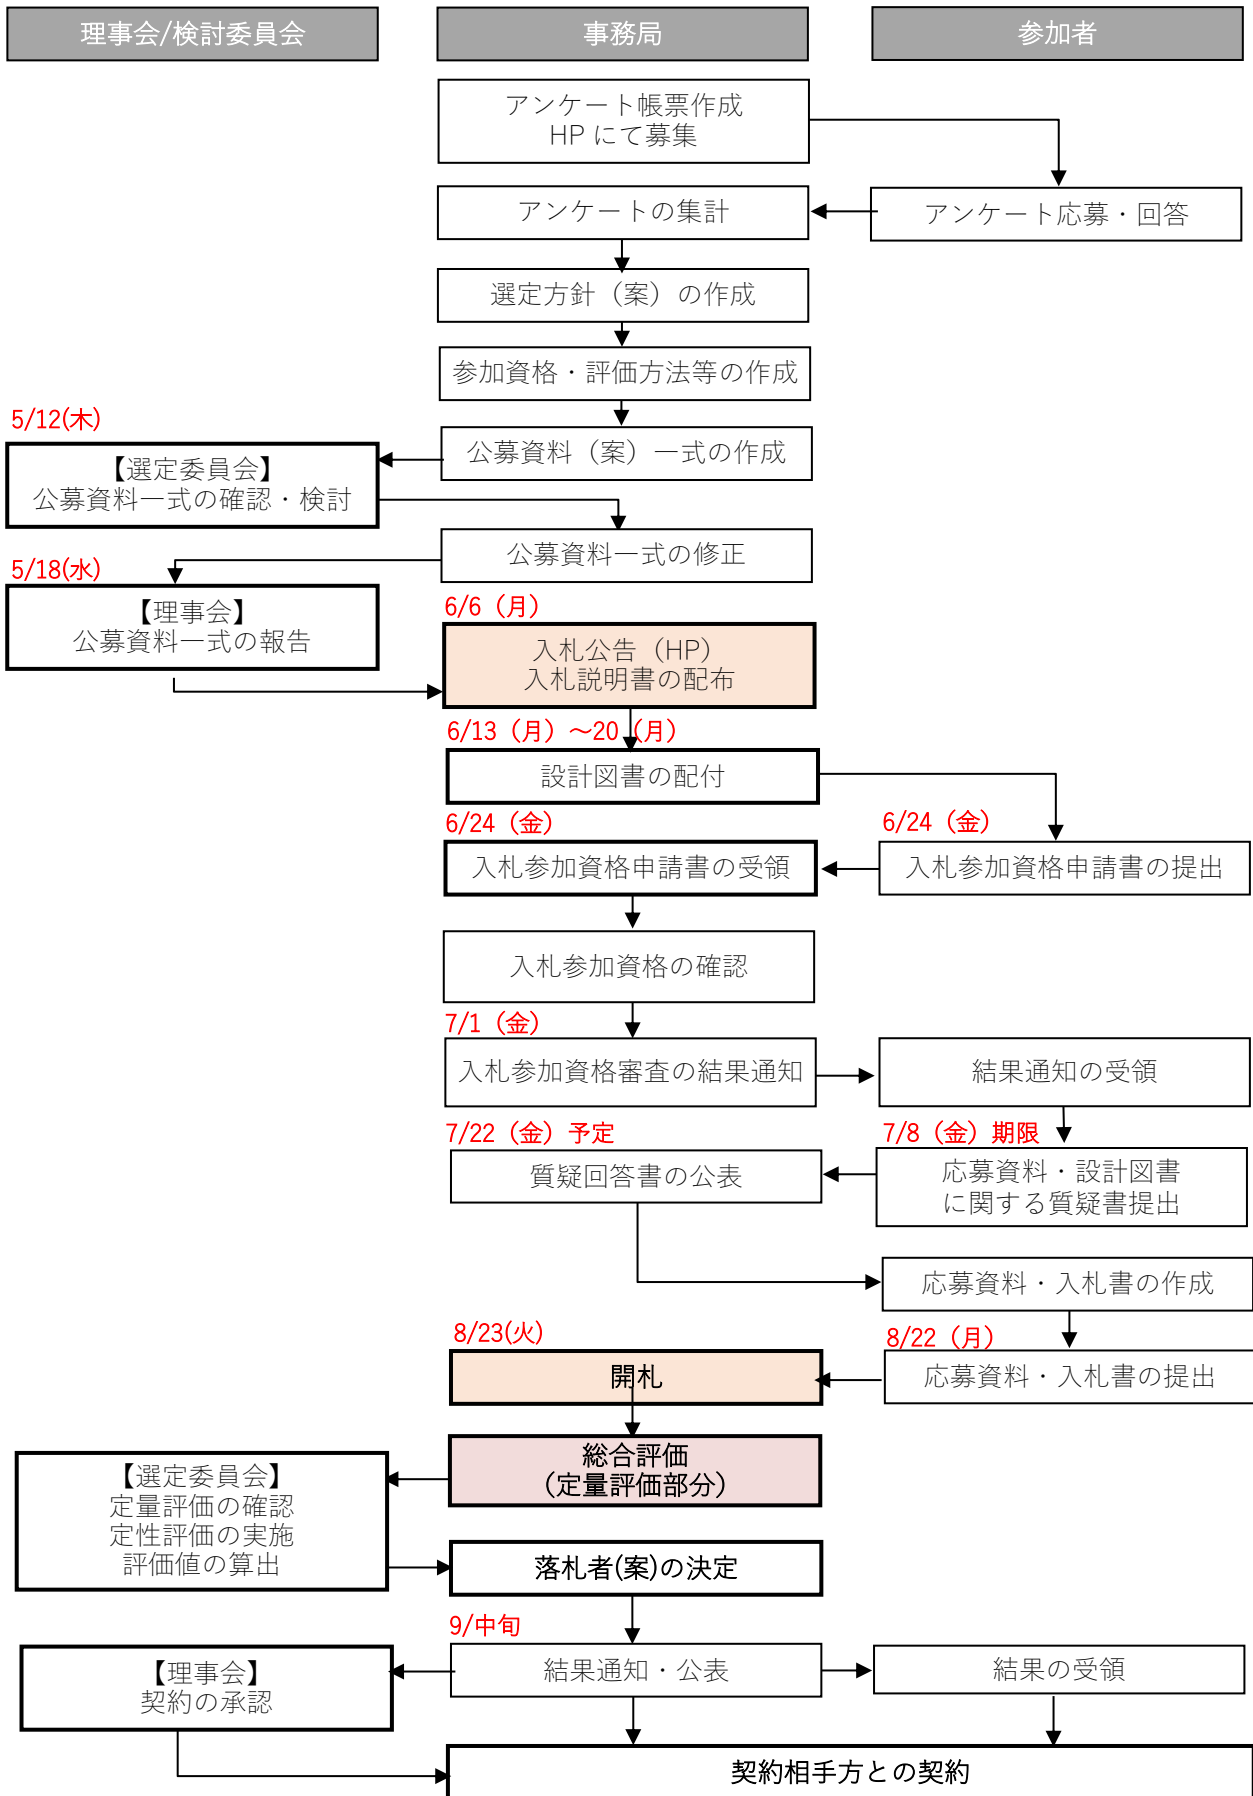 理事会/検討委員会
事務局
参加者
アンケート帳票作成
HPにて募集
アンケートの集計
アンケート応募・回答
選定方針（案）の作成
参加資格・評価方法等の作成
5/12(木)
公募資料（案）一式の作成
【選定委員会】
公募資料一式の確認・検討
公募資料一式の修正
5/18(水)
【理事会】
公募資料一式の報告
6/6（月）
入札公告（HP）
入札説明書の配布
6/13（月）～20（月）
設計図書の配付
6/24（金）
6/24（金）
入札参加資格申請書の受領
入札参加資格申請書の提出
入札参加資格の確認
7/1（金）
入札参加資格審査の結果通知
結果通知の受領
7/22（金）予定
7/8（金）期限
質疑回答書の公表
応募資料・設計図書
に関する質疑書提出
応募資料・入札書の作成
8/23(火)
8/22（月）
開札
応募資料・入札書の提出
総合評価
（定量評価部分）
【選定委員会】
定量評価の確認
定性評価の実施
評価値の算出
落札者(案)の決定
9/中旬
【理事会】
契約の承認
結果通知・公表
結果の受領
契約相手方との契約